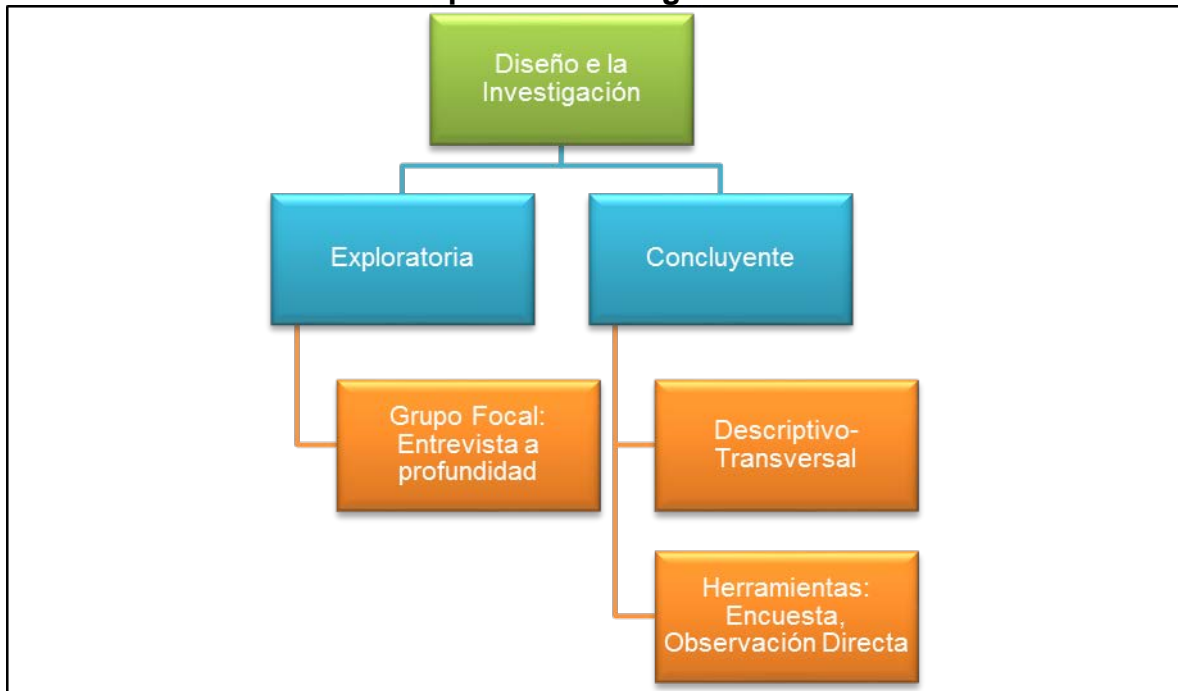 Diseño e la
Investigación
Exploratoria
Concluyente
Grupo Focal:
Entrevista a
profundidad
Descriptivo-
Transversal
Herramientas:
Encuesta,
Observación Directa